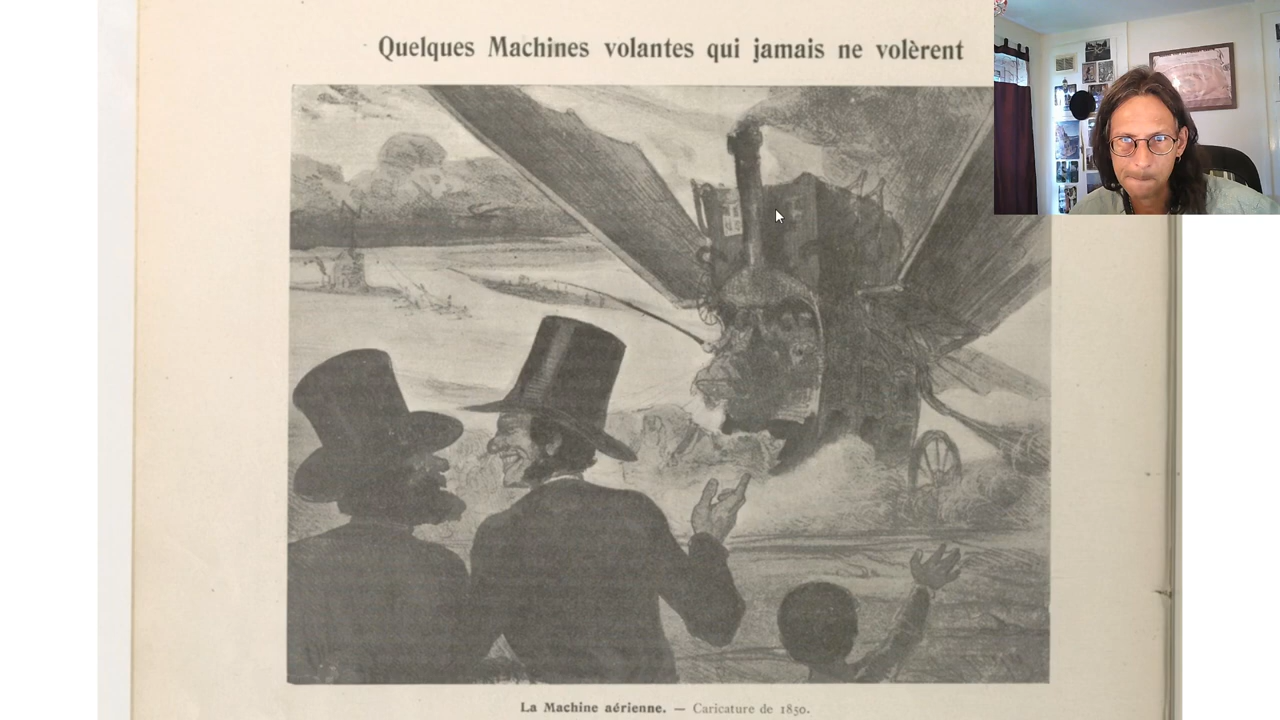 Quelques Machines volantes qui jamais ne volèrent
La Machine aérienne. — Caricature de 1850.